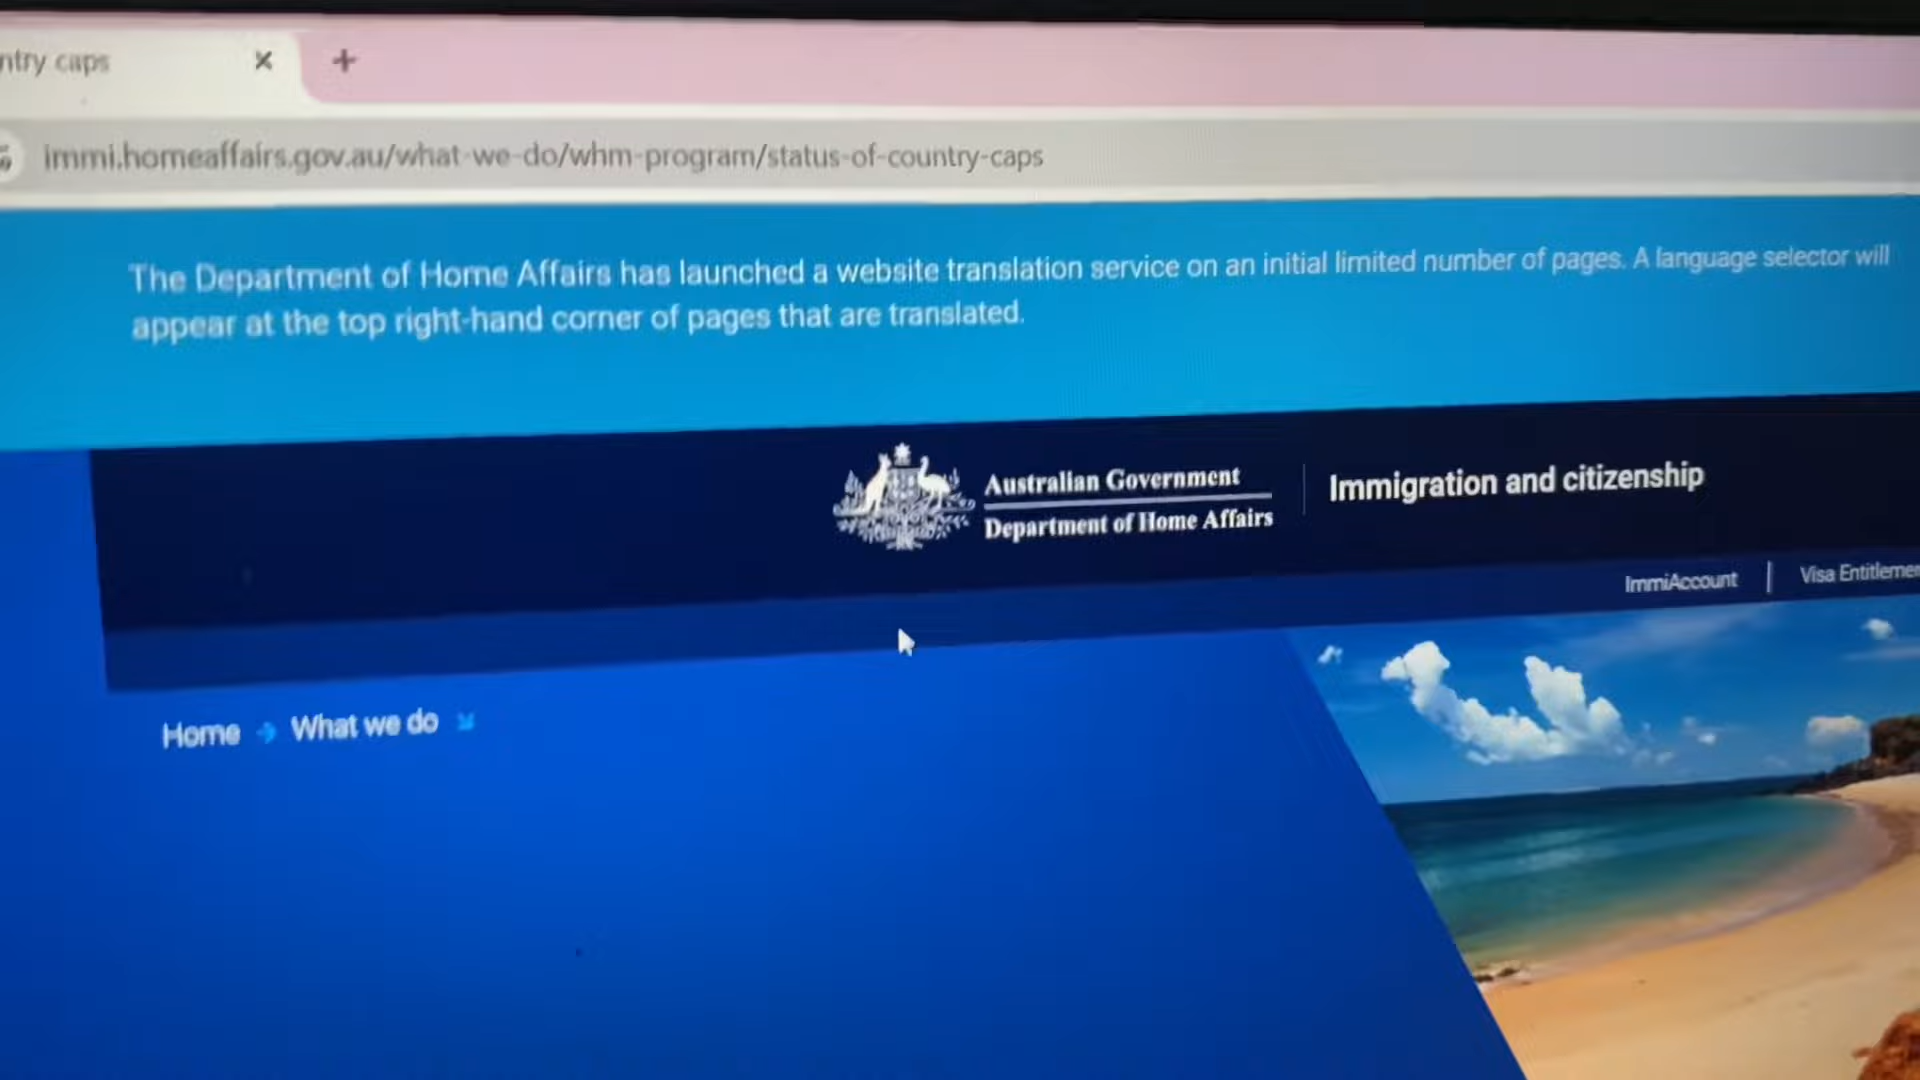 ntry caps
immi.homeaffairs.gov.au/what-we-do/whm-program/status-of-country-caps
The Department of Home Affairs has launched a website translation service on an initial limited number of pages. A language selector will
appear at the top right-hand corner of pages that are translated.
Australian Government
Department of Home Affairs
Immigration and citizenship
ImmiAccount
Visa Entitlemen
Home
What we do